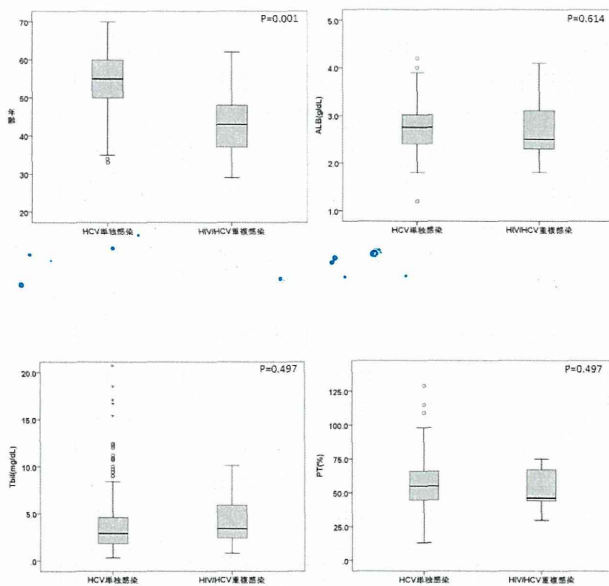 P=0.001
70
60
50
40
30
20
年齢
HCV単独感染
HIV/HCV重複感染
P=0.614
5.0
4.0
3.0
2.0
1.0
ALB(g/dL)
HCV単独感染
HIV/HCV重複感染
P=0.497
20.0
15.0
10.0
5.0
.0
Tbil(mg/dL)
HCV単独感染
HIV/HCV重複感染
P=0.497
125.0
100.0
75.0
50.0
25.0
.0
PT(%)
HCV単独感染
HIV/HCV重複感染